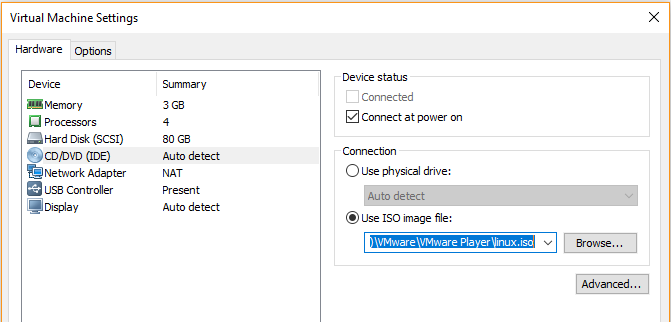 Virtual Machine Settings
Hardware
Options
Device Summary
Memory 3 GB
Processors 4
Hard Disk (SCSI) 80 GB
CD/DVD (IDE) Auto detect
Network Adapter NAT
USB Controller Present
Display Auto detect
Device status
Connected
Connect at power on
Connection
Use physical drive:
Auto detect
Use ISO image file:
)\VMware\VMware Player\linux.iso
Browse...
Advanced...